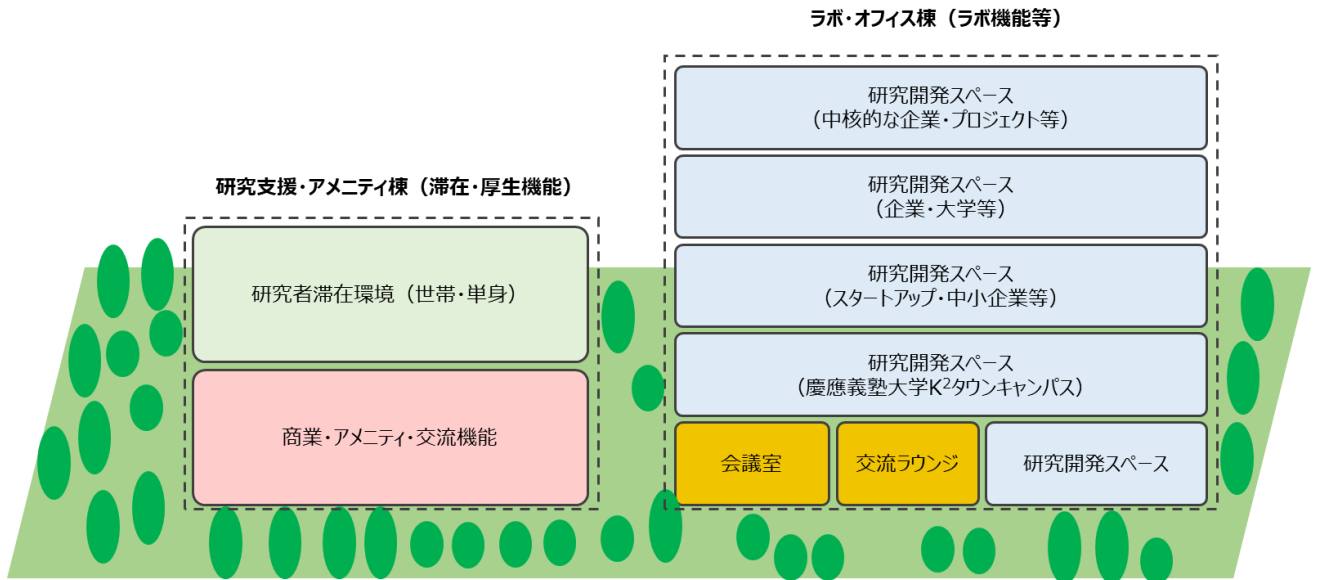 ラボ・オフィス棟（ラボ機能等）
研究開発スペース
（中核的な企業・プロジェクト等）
研究開発スペース
（企業・大学等）
研究開発スペース
（スタートアップ・中小企業等）
研究開発スペース
（慶應義塾大学K²タウンキャンパス）
会議室
交流ラウンジ
研究開発スペース
研究支援・アメニティ棟（滞在・厚生機能）
研究者滞在環境（世帯・単身）
商業・アメニティ・交流機能